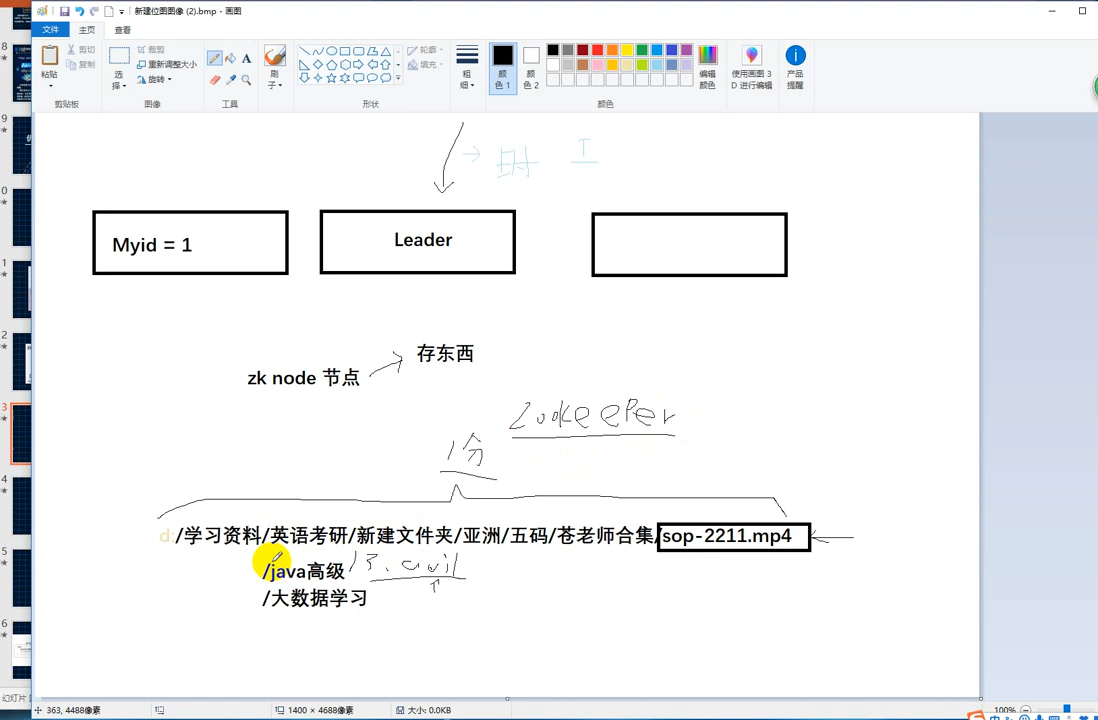 新建位图图像 (2).bmp - 画图
文件 主页 查看
粘贴 剪切 复制 选择 裁剪 重新调整大小 旋转 A 刷子 轮廓 填充 粗细 颜色 1 颜色 2 编辑颜色 使用画图 3D 进行编辑 产品提醒
剪贴板 图像 工具 形状 颜色
Myid = 1
Leader
存东西
zk node 节点
Zookeeper
1份
d:/学习资料/英语考研/新建文件夹/亚洲/五码/苍老师合集/sop-2211.mp4
/java高级
/大数据学习
363, 4488像素 1400 × 4688像素 大小: 0.0KB 100%